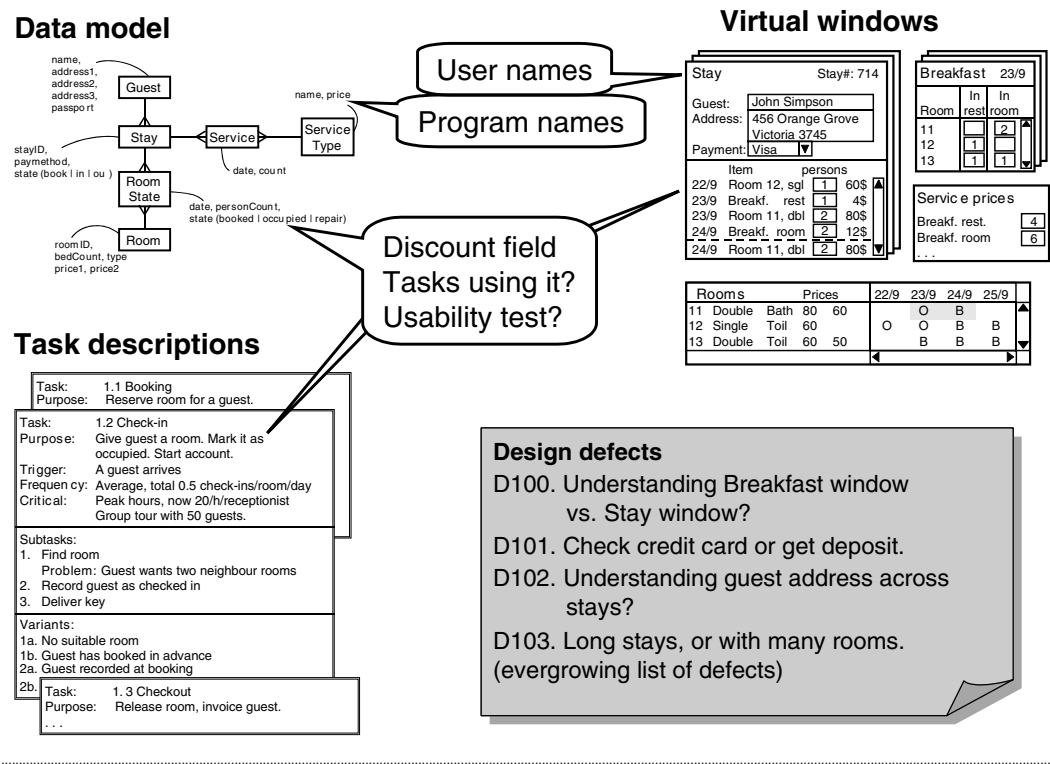 Data model
name,
address1,
address2,
address3,
passport
Guest
Stay
Service
Service
Type
name, price
stayID,
paymethod,
state (book | in | ou )
date, count
Room
State
date, personCount,
state (booked | occupied | repair)
Room
roomID,
bedCount, type
price1, price2
User names
Program names
Discount field
Tasks using it?
Usability test?
Virtual windows
Stay Stay#: 714
Guest: John Simpson
Address: 456 Orange Grove
Victoria 3745
Payment: Visa
Item persons
22/9 Room 12, sgl 1 60$
23/9 Breakf. rest 1 4$
23/9 Room 11, dbl 2 80$
24/9 Breakf. room 2 12$
24/9 Room 11, dbl 2 80$
Breakfast 23/9
In In
Room rest room
11 2
12 1
13 1 1
Service prices
Breakf. rest. 4
Breakf. room 6
. . .
Rooms Prices 22/9 23/9 24/9 25/9
11 Double Bath 80 60 O B
12 Single Toil 60 O O B B
13 Double Toil 60 50 B B B
Task descriptions
Task: 1.1 Booking
Purpose: Reserve room for a guest.
Task: 1.2 Check-in
Purpose: Give guest a room. Mark it as
occupied. Start account.
Trigger: A guest arrives
Frequency: Average, total 0.5 check-ins/room/day
Critical: Peak hours, now 20/h/receptionist
Group tour with 50 guests.
Subtasks:
1. Find room
Problem: Guest wants two neighbour rooms
2. Record guest as checked in
3. Deliver key
Variants:
1a. No suitable room
1b. Guest has booked in advance
2a. Guest recorded at booking
2b.
Task: 1. 3 Checkout
Purpose: Release room, invoice guest.
. . .
Design defects
D100. Understanding Breakfast window
vs. Stay window?
D101. Check credit card or get deposit.
D102. Understanding guest address across
stays?
D103. Long stays, or with many rooms.
(evergrowing list of defects)